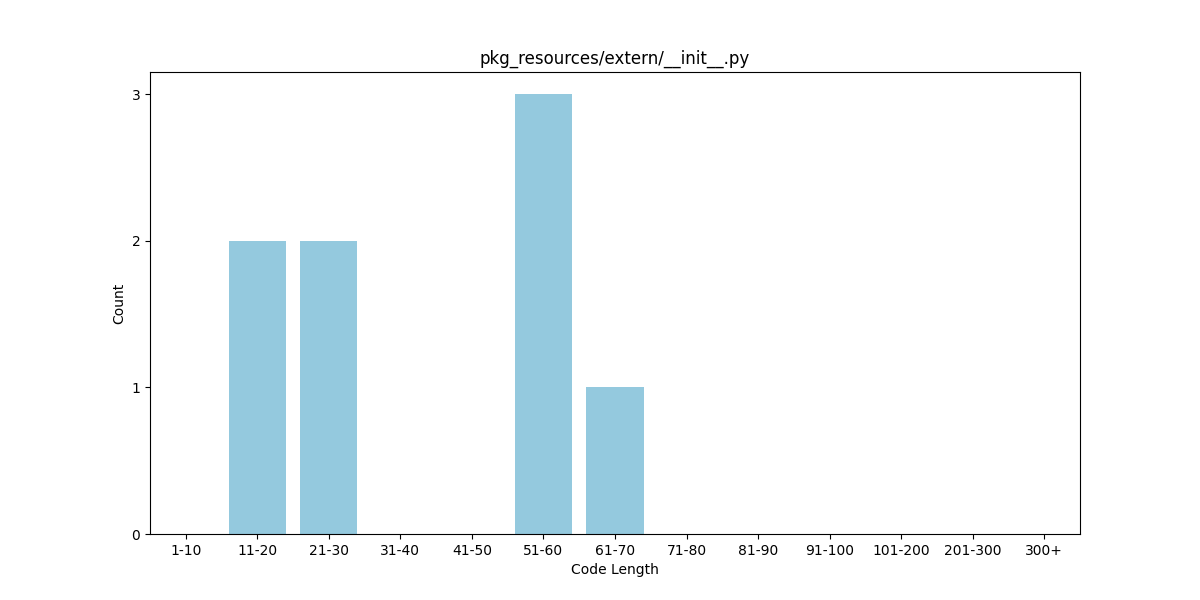 pkg_resources/extern/__init__.py
Count
3
2
1
0
1-10 11-20 21-30 31-40 41-50 51-60 61-70 71-80 81-90 91-100 101-200 201-300 300+
Code Length